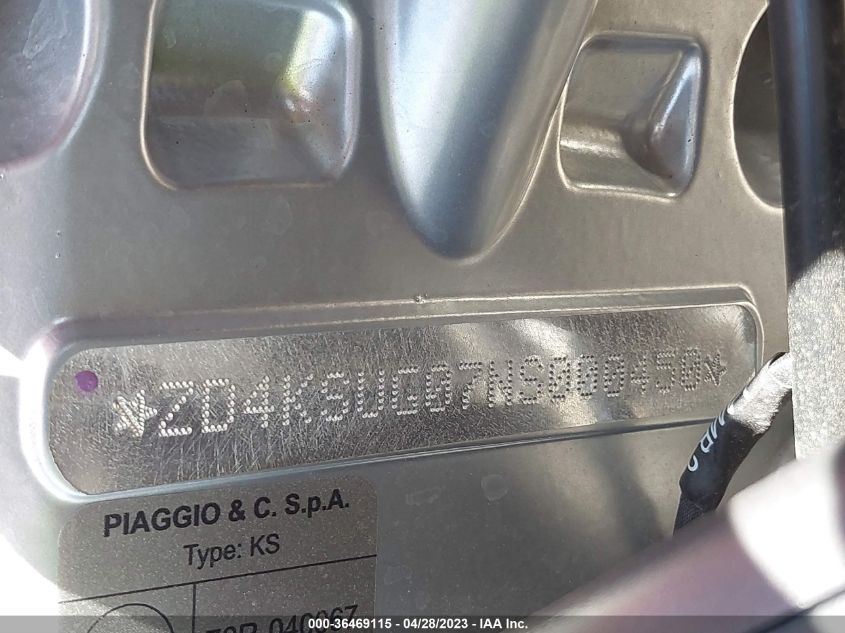 *ZD4KSUG07NS000450*
PIAGGIO & C. S.p.A.
Type: KS
000-36469115 - 04/28/2023 - IAA Inc.